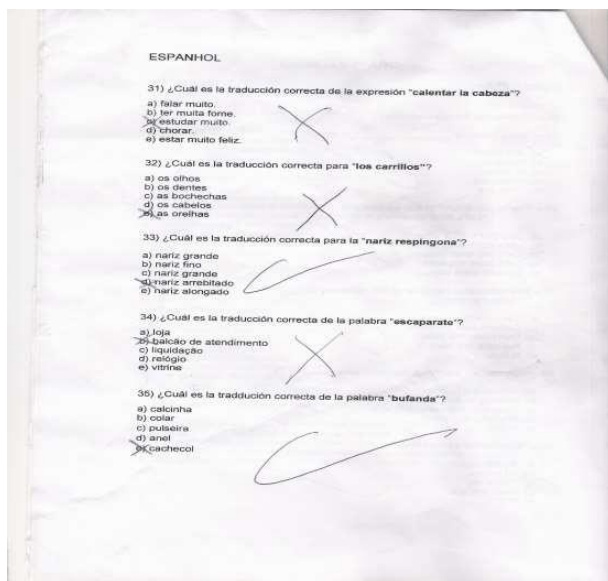 ESPANHOL
31) ¿Cuál es la traducción correcta de la expresión "calentar la cabeza"?
a) falar muito.
b) ter muita fome.
c) estudar muito.
d) chorar.
e) estar muito feliz.
32) ¿Cuál es la traducción correcta para "los carrillos"?
a) os olhos
b) os dentes
c) as bochechas
d) os cabelos
e) as orelhas
33) ¿Cuál es la traducción correcta para la "nariz respingona"?
a) nariz grande
b) nariz fino
c) nariz grande
d) nariz arrebitado
e) nariz alongado
34) ¿Cuál es la traducción correcta de la palabra "escaparate"?
a) loja
b) balcão de atendimento
c) liquidação
d) relógio
e) vitrine
35) ¿Cuál es la traddución correcta de la palabra "bufanda"?
a) calcinha
b) colar
c) pulseira
d) anel
e) cachecol